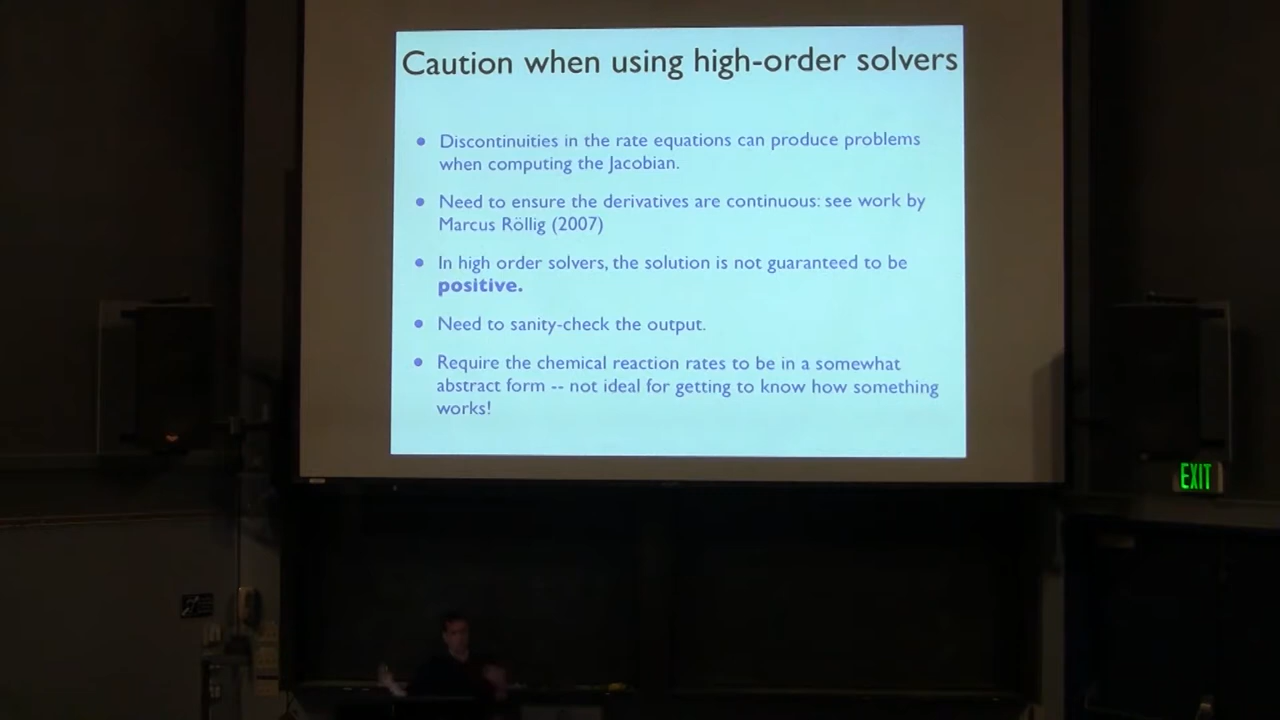 Caution when using high-order solvers
• Discontinuities in the rate equations can produce problems
when computing the Jacobian.
• Need to ensure the derivatives are continuous: see work by
Marcus Röllig (2007)
• In high order solvers, the solution is not guaranteed to be
positive.
• Need to sanity-check the output.
• Require the chemical reaction rates to be in a somewhat
abstract form -- not ideal for getting to know how something
works!
EXIT